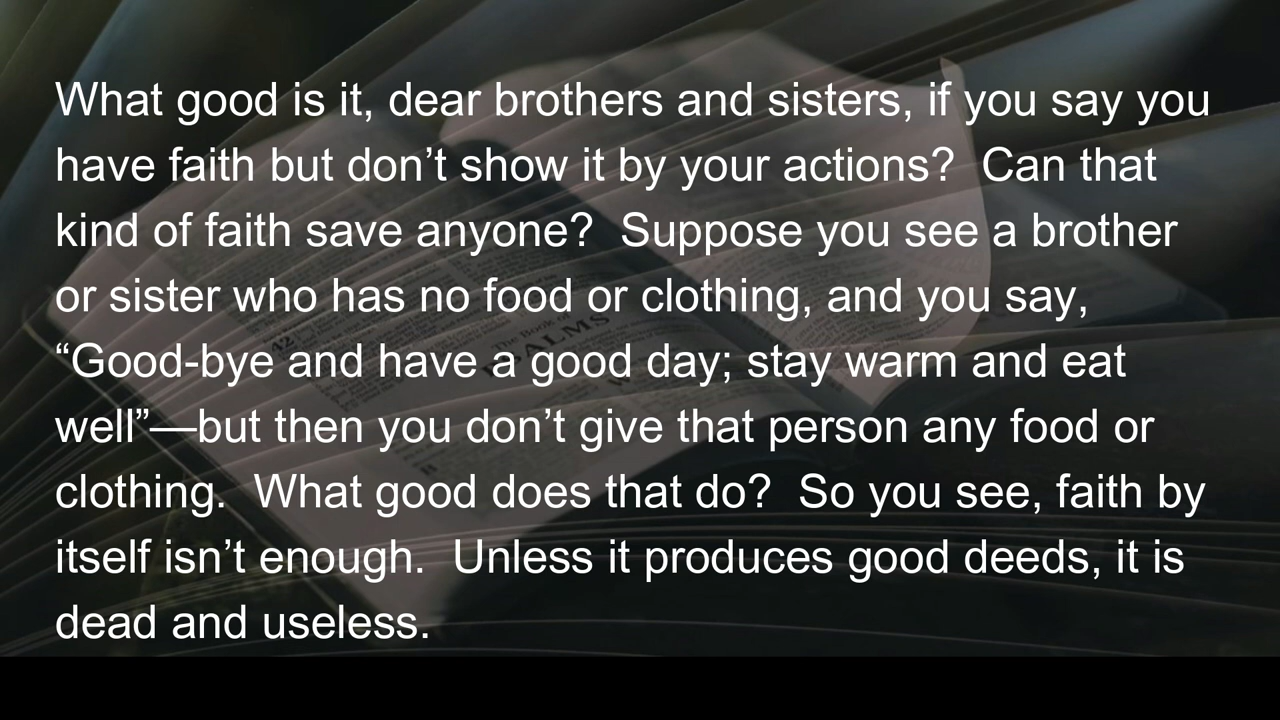 What good is it, dear brothers and sisters, if you say you
have faith but don’t show it by your actions?  Can that
kind of faith save anyone?  Suppose you see a brother
or sister who has no food or clothing, and you say,
“Good-bye and have a good day; stay warm and eat
well”—but then you don’t give that person any food or
clothing.  What good does that do?  So you see, faith by
itself isn’t enough.  Unless it produces good deeds, it is
dead and useless.
42
The Book
PSALMS